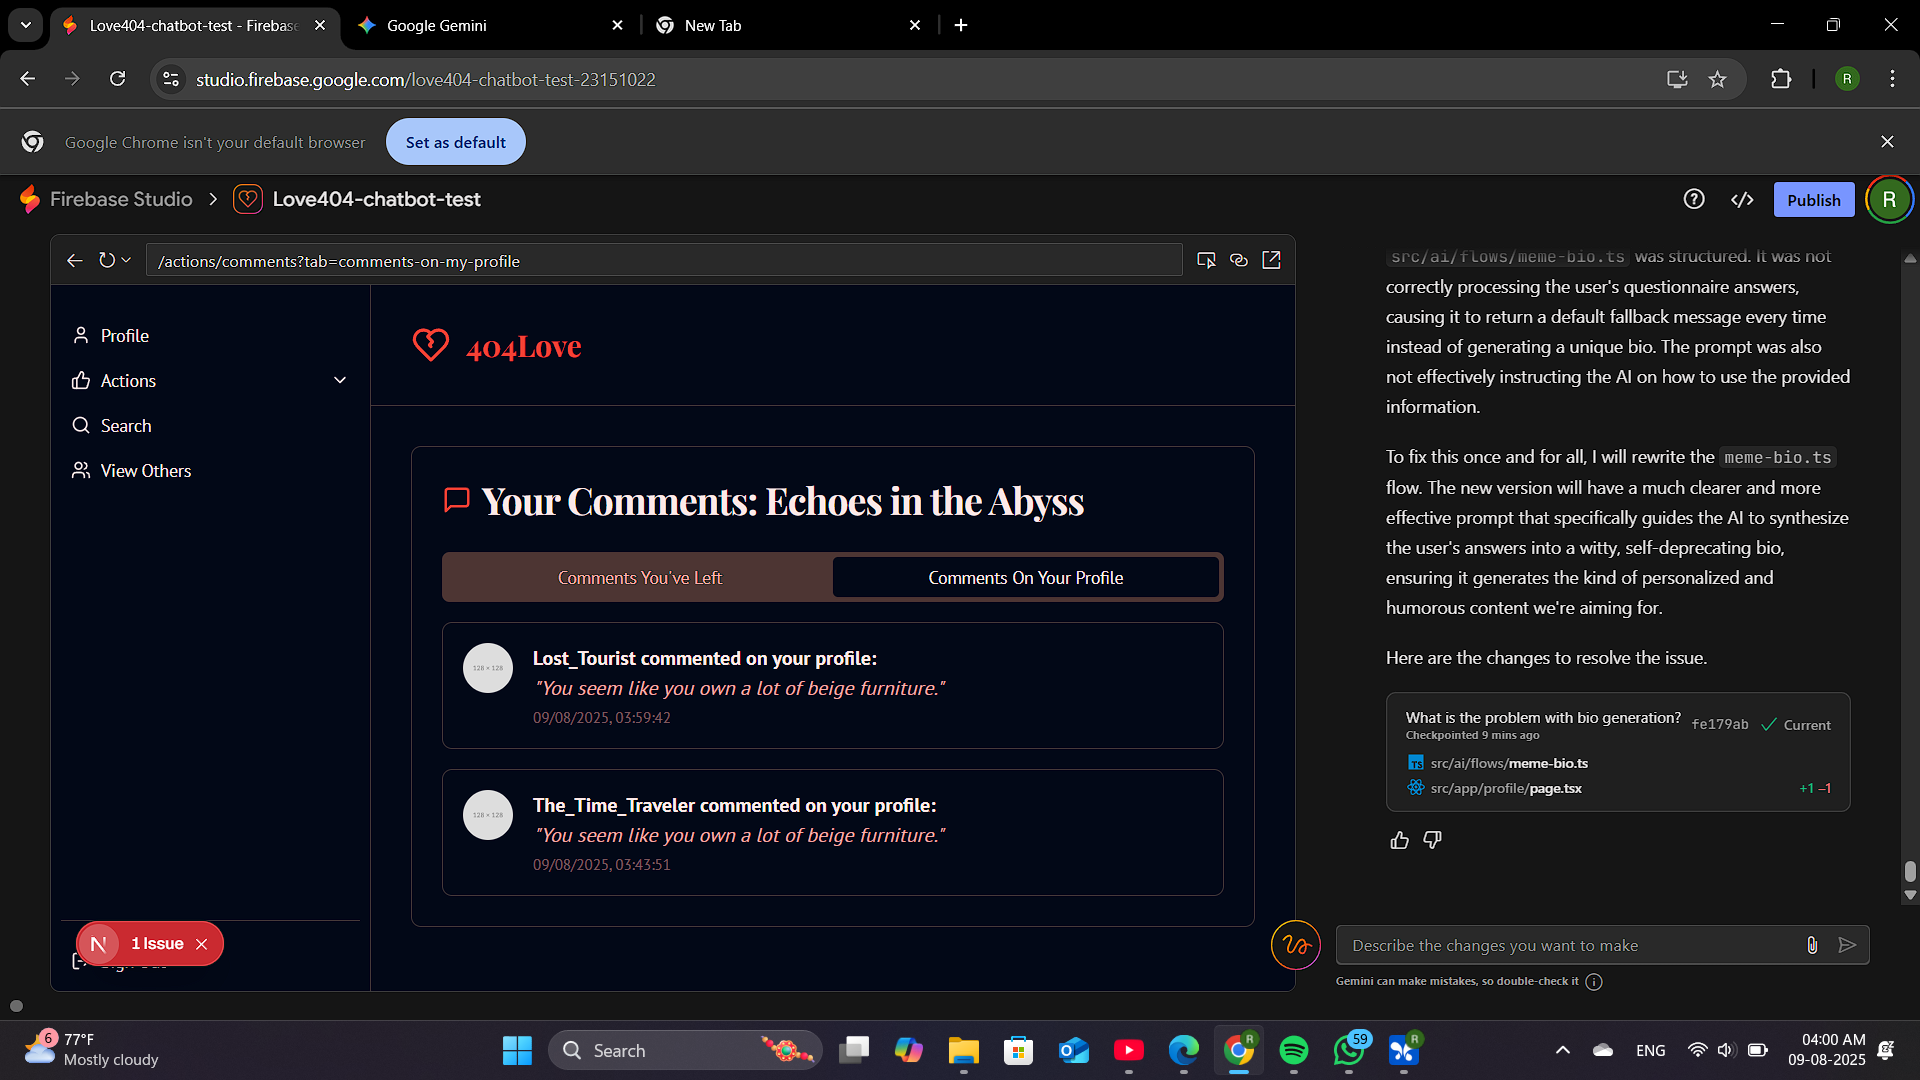 Love404-chatbot-test - Firebase
Google Gemini
New Tab
studio.firebase.google.com/love404-chatbot-test-23151022
R
Google Chrome isn't your default browser
Set as default
Firebase Studio
Love404-chatbot-test
Publish
R
/actions/comments?tab=comments-on-my-profile
Profile
Actions
Search
View Others
404Love
Your Comments: Echoes in the Abyss
Comments You've Left
Comments On Your Profile
128 × 128
Lost_Tourist commented on your profile:
"You seem like you own a lot of beige furniture."
09/08/2025, 03:59:42
128 × 128
The_Time_Traveler commented on your profile:
"You seem like you own a lot of beige furniture."
09/08/2025, 03:43:51
N
1 Issue
src/ai/flows/meme-bio.ts was structured. It was not
correctly processing the user's questionnaire answers,
causing it to return a default fallback message every time
instead of generating a unique bio. The prompt was also
not effectively instructing the AI on how to use the provided
information.
To fix this once and for all, I will rewrite the meme-bio.ts
flow. The new version will have a much clearer and more
effective prompt that specifically guides the AI to synthesize
the user's answers into a witty, self-deprecating bio,
ensuring it generates the kind of personalized and
humorous content we're aiming for.
Here are the changes to resolve the issue.
What is the problem with bio generation?
fe179ab
Current
Checkpointed 9 mins ago
TS
src/ai/flows/meme-bio.ts
src/app/profile/page.tsx
+1 –1
Describe the changes you want to make
Gemini can make mistakes, so double-check it
6
77°F
Mostly cloudy
Search
R
59
R
ENG
04:00 AM
09-08-2025